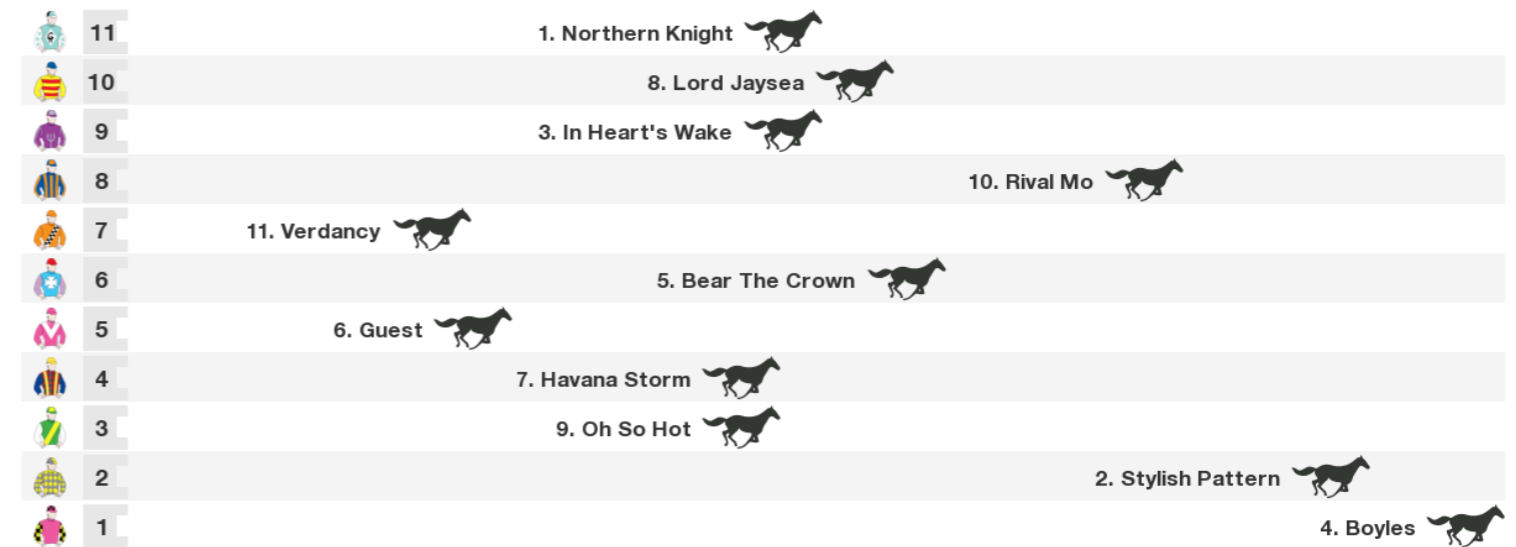 11 1. Northern Knight
10 8. Lord Jaysea
9 3. In Heart's Wake
8 10. Rival Mo
7 11. Verdancy
6 5. Bear The Crown
5 6. Guest
4 7. Havana Storm
3 9. Oh So Hot
2 2. Stylish Pattern
1 4. Boyles